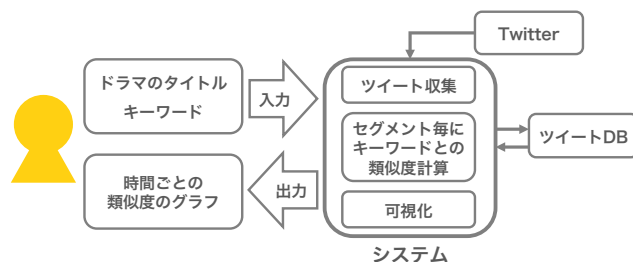 ドラマのタイトル
キーワード
入力
時間ごとの
類似度のグラフ
出力
Twitter
ツイート収集
セグメント毎に
キーワードとの
類似度計算
可視化
ツイートDB
システム